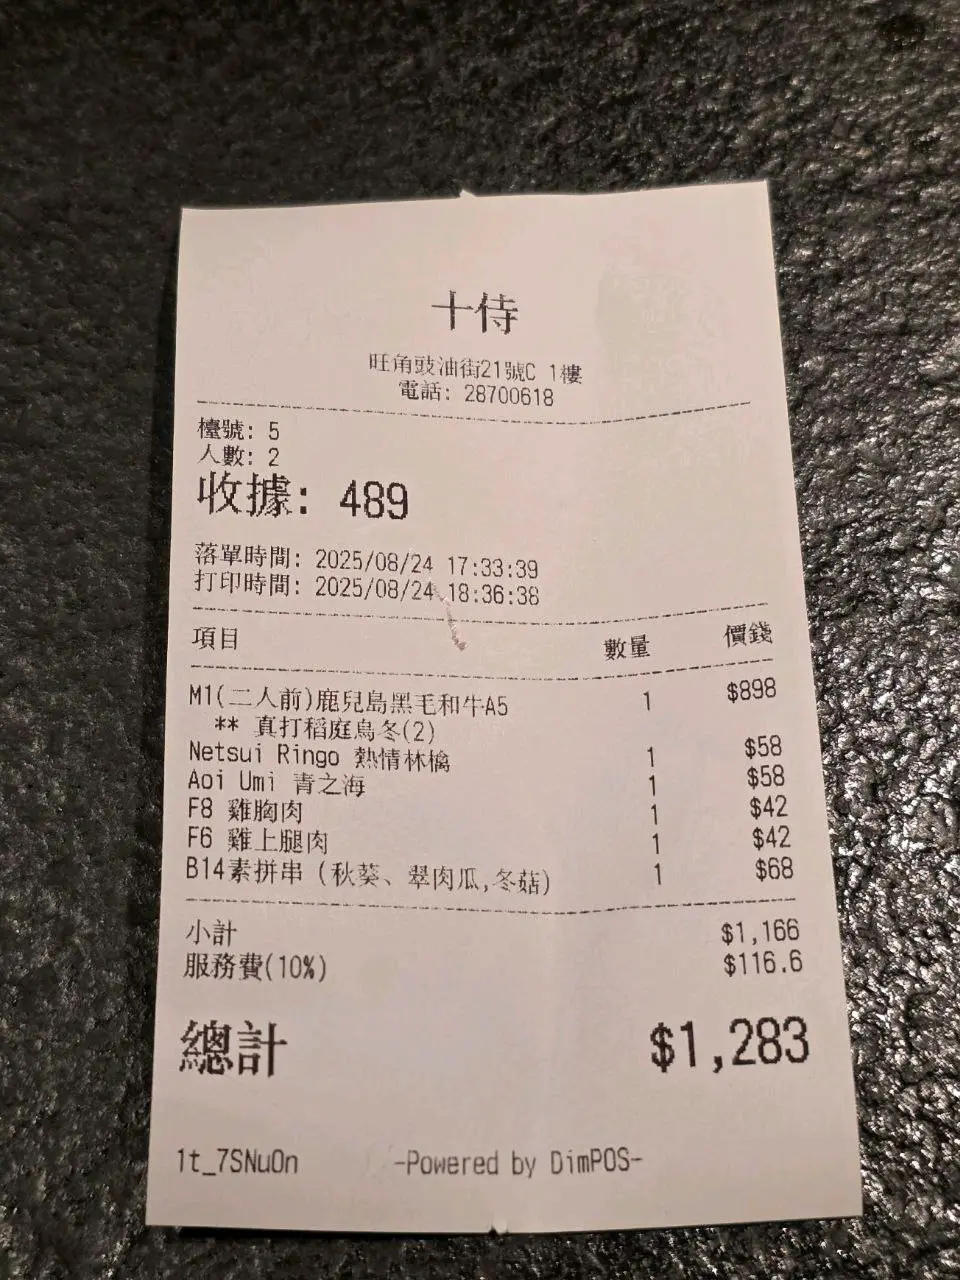 十侍
旺角豉油街21號C 1樓
電話: 28700618
檯號: 5
人數: 2
收據: 489
落單時間: 2025/08/24 17:33:39
打印時間: 2025/08/24 18:36:38
項目 數量 價錢
M1(二人前)鹿兒島黑毛和牛A5 1 $898
** 真打稻庭烏冬(2)
Netsui Ringo 熱情林檎 1 $58
Aoi Umi 青之海 1 $58
F8 雞胸肉 1 $42
F6 雞上腿肉 1 $42
B14素拼串 (秋葵、翠肉瓜,冬菇) 1 $68
小計 $1,166
服務費(10%) $116.6
總計 $1,283
1t_7SNuOn -Powered by DimPOS-